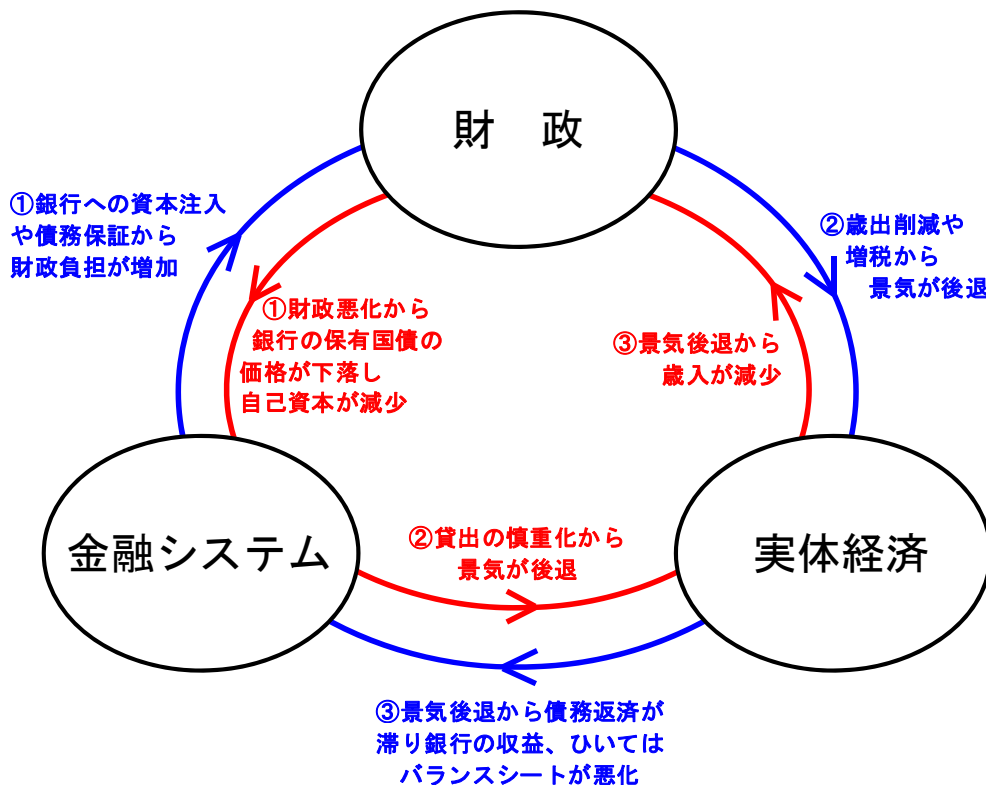 財　政
①銀行への資本注入
や債務保証から
財政負担が増加
②歳出削減や
増税から
景気が後退
①財政悪化から
銀行の保有国債の
価格が下落し
自己資本が減少
③景気後退から
歳入が減少
金融システム
②貸出の慎重化から
景気が後退
実体経済
③景気後退から債務返済が
滞り銀行の収益、ひいては
バランスシートが悪化